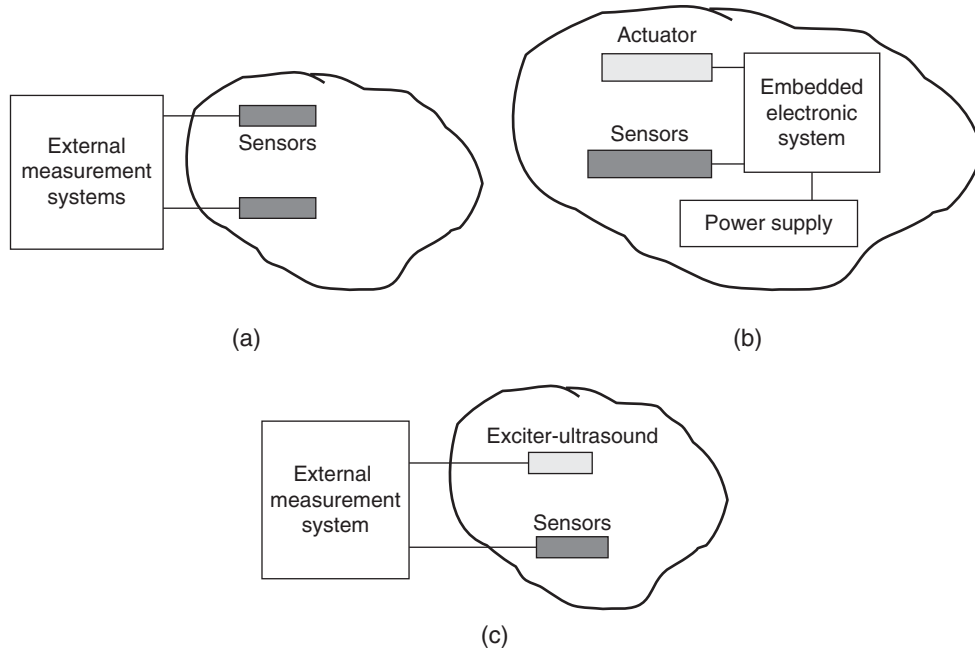 External
measurement
systems
Sensors
(a)
Actuator
Sensors
Embedded
electronic
system
Power supply
(b)
External
measurement
system
Exciter-ultrasound
Sensors
(c)